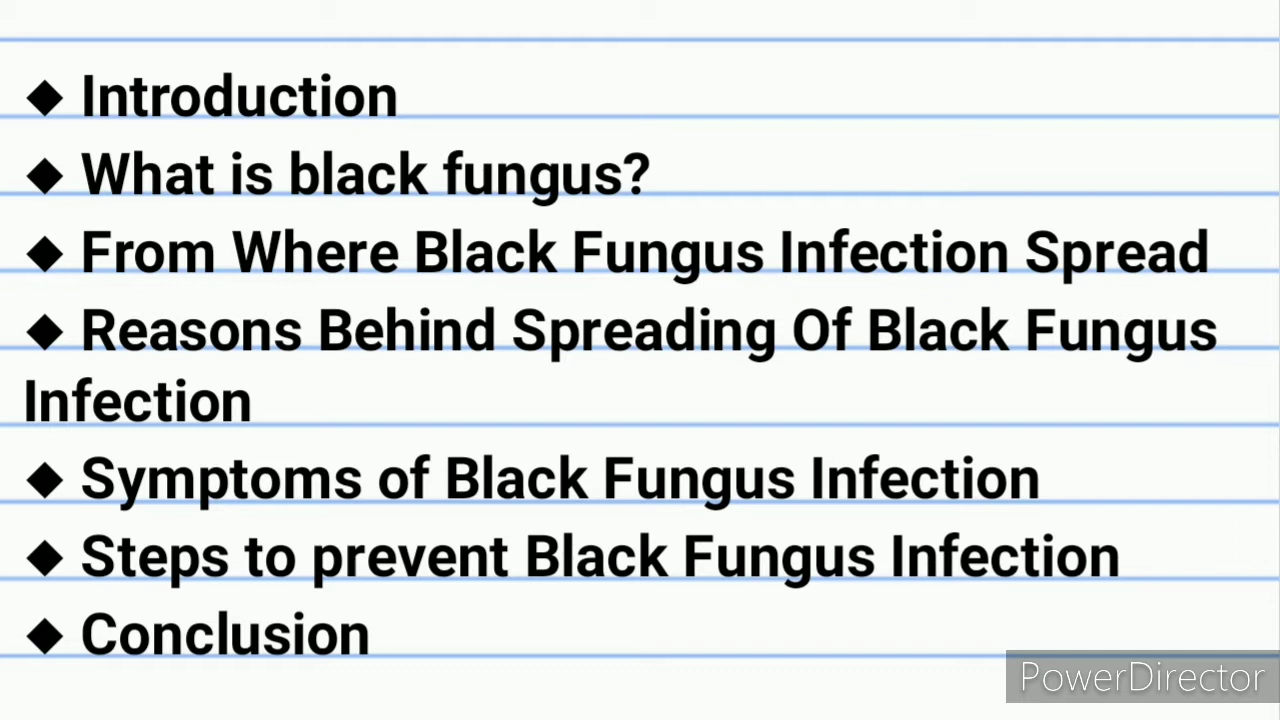 ◆ Introduction
◆ What is black fungus?
◆ From Where Black Fungus Infection Spread
◆ Reasons Behind Spreading Of Black Fungus
Infection
◆ Symptoms of Black Fungus Infection
◆ Steps to prevent Black Fungus Infection
◆ Conclusion
PowerDirector